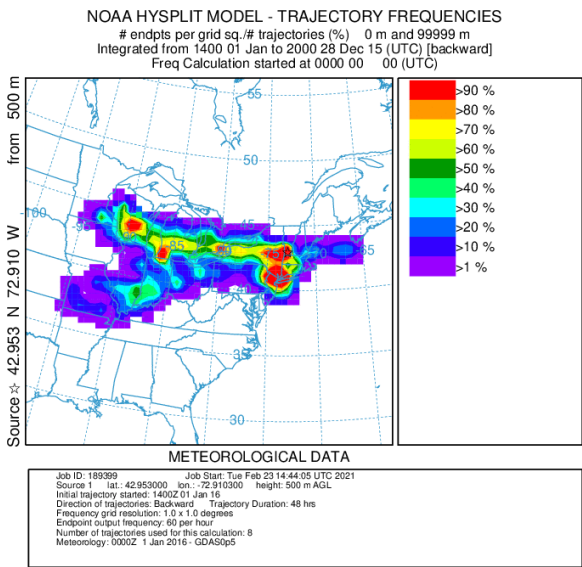 NOAA HYSPLIT MODEL - TRAJECTORY FREQUENCIES
# endpts per grid sq./# trajectories (%) 0 m and 99999 m
Integrated from 1400 01 Jan to 2000 28 Dec 15 (UTC) [backward]
Freq Calculation started at 0000 00 00 (UTC)
Source ☆ 42.953 N 72.910 W from 500 m
55
50
-100
-95
-85
-80
-70
-65
45
40
35
30
>90 %
>80 %
>70 %
>60 %
>50 %
>40 %
>30 %
>20 %
>10 %
>1 %
METEOROLOGICAL DATA
Job ID: 189399 Job Start: Tue Feb 23 14:44:05 UTC 2021
Source 1 lat.: 42.953000 lon.: -72.910300 height: 500 m AGL
Initial trajectory started: 1400Z 01 Jan 16
Direction of trajectories: Backward Trajectory Duration: 48 hrs
Frequency grid resolution: 1.0 x 1.0 degrees
Endpoint output frequency: 60 per hour
Number of trajectories used for this calculation: 8
Meteorology: 0000Z 1 Jan 2016 - GDAS0p5